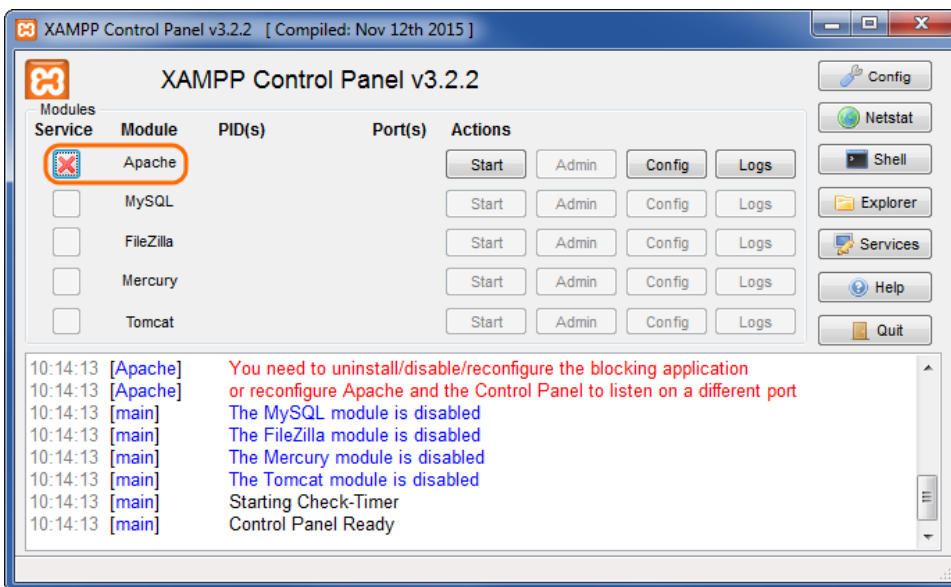 XAMPP Control Panel v3.2.2 [ Compiled: Nov 12th 2015 ]
XAMPP Control Panel v3.2.2
Config
Modules
Service Module PID(s) Port(s) Actions
Netstat
Apache Start Admin Config Logs
Shell
MySQL Start Admin Config Logs
Explorer
FileZilla Start Admin Config Logs
Services
Mercury Start Admin Config Logs
Help
Tomcat Start Admin Config Logs
Quit
10:14:13 [Apache] You need to uninstall/disable/reconfigure the blocking application
10:14:13 [Apache] or reconfigure Apache and the Control Panel to listen on a different port
10:14:13 [main] The MySQL module is disabled
10:14:13 [main] The FileZilla module is disabled
10:14:13 [main] The Mercury module is disabled
10:14:13 [main] The Tomcat module is disabled
10:14:13 [main] Starting Check-Timer
10:14:13 [main] Control Panel Ready